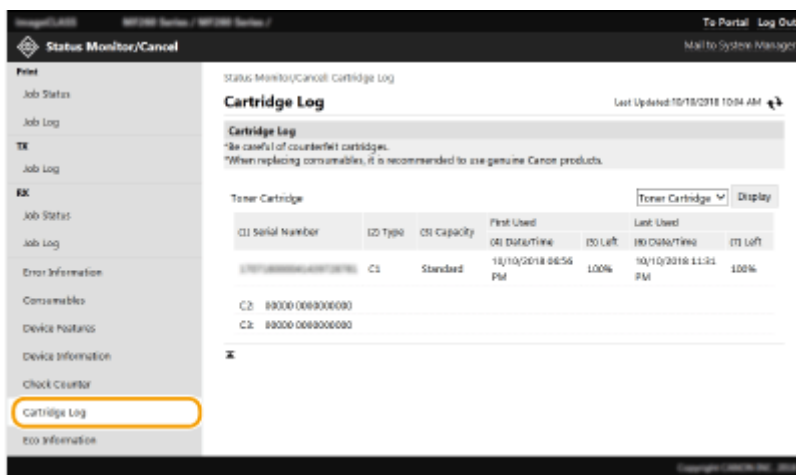 To Portal Log Out
Status Monitor/Cancel
Mail to System Manager
Print
Job Status
Job Log
TX
Job Log
RX
Job Status
Job Log
Error Information
Consumables
Device Features
Device Information
Check Counter
Cartridge Log
Eco Information
Status Monitor/Cancel: Cartridge Log
Cartridge Log
Last Updated:10/10/2018 10:04 AM
Cartridge Log
*Be careful of counterfeit cartridges.
*When replacing consumables, it is recommended to use genuine Canon products.
Toner Cartridge
Toner Cartridge Display
(1) Serial Number (2) Type (3) Capacity First Used Last Used
(4) Date/Time (5) Left (6) Date/Time (7) Left
C1 Standard 10/10/2018 06:56 PM 100% 10/10/2018 11:31 PM 100%
C2: 00000 0000000000
C3: 00000 0000000000